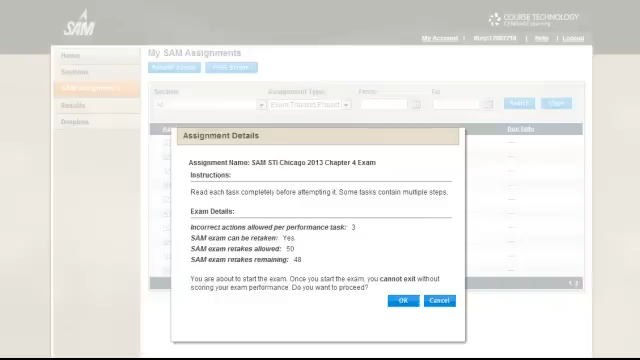 SAM
COURSE TECHNOLOGY
CENGAGE Learning
My Account
Help
Logout
Home
Sections
SAM Assignments
Results
Dropbox
My SAM Assignments
Section:
Assignment Type:
From:
To:
All
Exam Training Project
Search
Clear
Assignment Details
Assignment Name: SAM STI Chicago 2013 Chapter 4 Exam
Instructions:
Read each task completely before attempting it. Some tasks contain multiple steps.
Exam Details:
Incorrect actions allowed per performance task: 3
SAM exam can be retaken: Yes
SAM exam retakes allowed: 50
SAM exam retakes remaining: 48
You are about to start the exam. Once you start the exam, you cannot exit without
scoring your exam performance. Do you want to proceed?
OK
Cancel